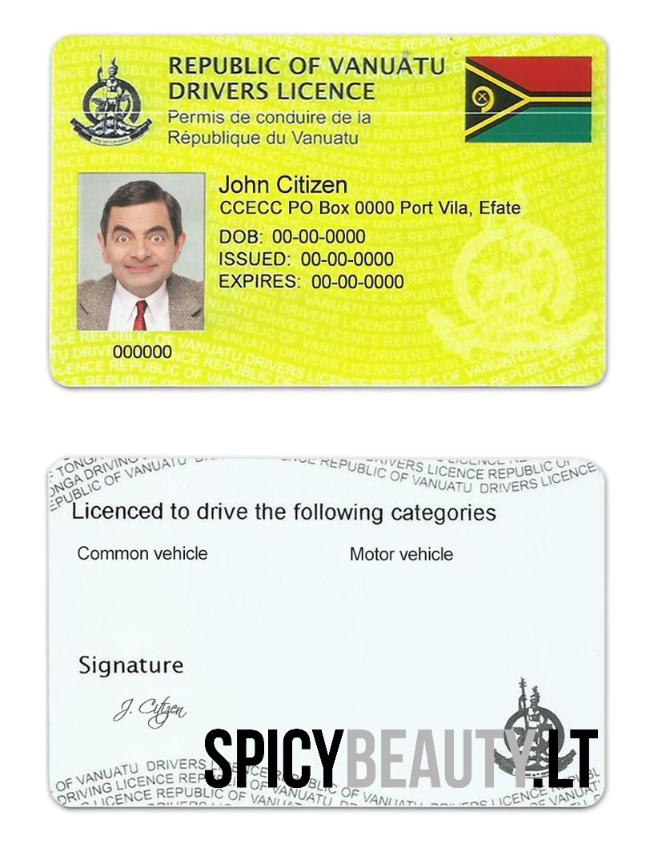 REPUBLIC OF VANUATU
DRIVERS LICENCE
Permis de conduire de la
République du Vanuatu
John Citizen
CCECC PO Box 0000 Port Vila, Efate
DOB: 00-00-0000
ISSUED: 00-00-0000
EXPIRES: 00-00-0000
000000
Licenced to drive the following categories
Common vehicle Motor vehicle
Signature
J. Citizen
SPICYBEAUTY.LT